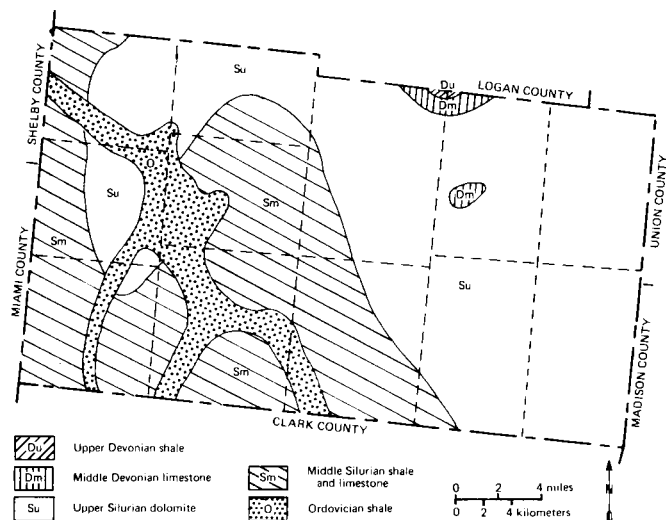 SHELBY COUNTY
Su
Du
Dm
LOGAN COUNTY
O
Su
Sm
Dm
UNION COUNTY
Sm
Su
MIAMI COUNTY
Sm
CLARK COUNTY
MADISON COUNTY
Du Upper Devonian shale
Dm Middle Devonian limestone
Su Upper Silurian dolomite
Sm Middle Silurian shale
and limestone
O Ordovician shale
0 2 4 miles
0 2 4 kilometers